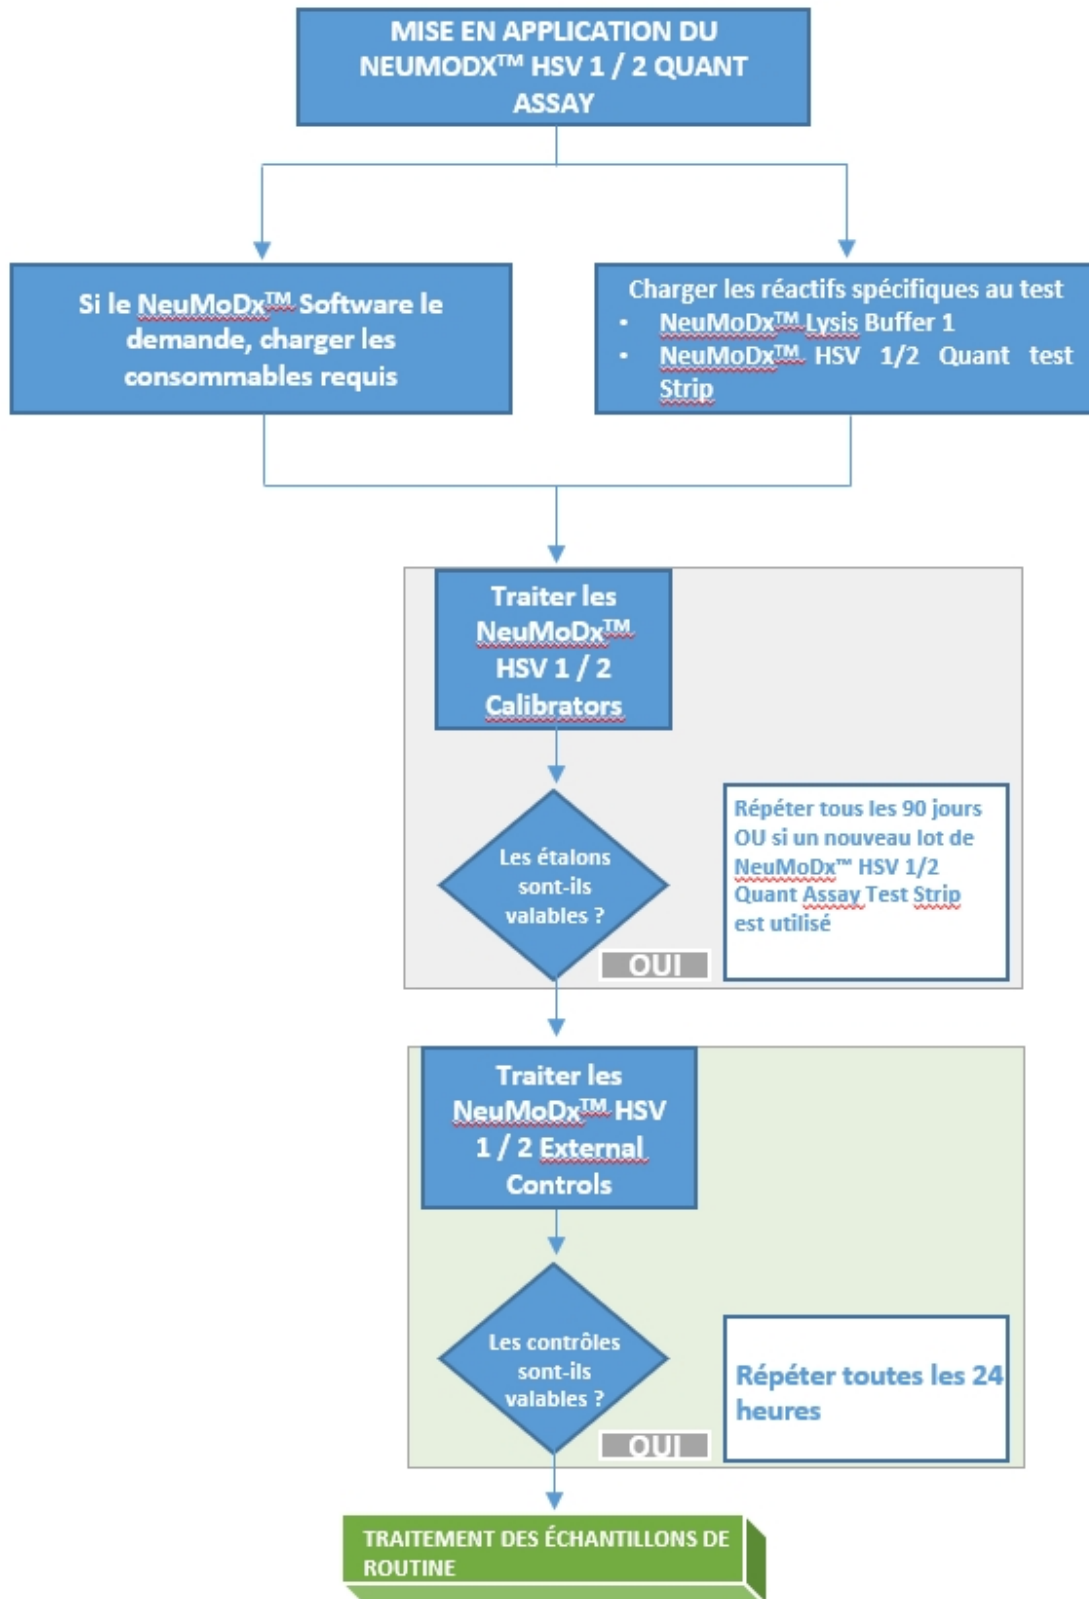 MISE EN APPLICATION DU
NEUMODX™ HSV 1 / 2 QUANT
ASSAY
Si le NeuMoDx™ Software le
demande, charger les
consommables requis
Charger les réactifs spécifiques au test
• NeuMoDx™ Lysis Buffer 1
• NeuMoDx™ HSV 1/2 Quant test
Strip
Traiter les
NeuMoDx™
HSV 1 / 2
Calibrators
Les étalons
sont-ils
valables ?
OUI
Répéter tous les 90 jours
OU si un nouveau lot de
NeuMoDx™ HSV 1/2
Quant Assay Test Strip
est utilisé
Traiter les
NeuMoDx™ HSV
1 / 2 External
Controls
Les contrôles
sont-ils
valables ?
OUI
Répéter toutes les 24
heures
TRAITEMENT DES ÉCHANTILLONS DE
ROUTINE